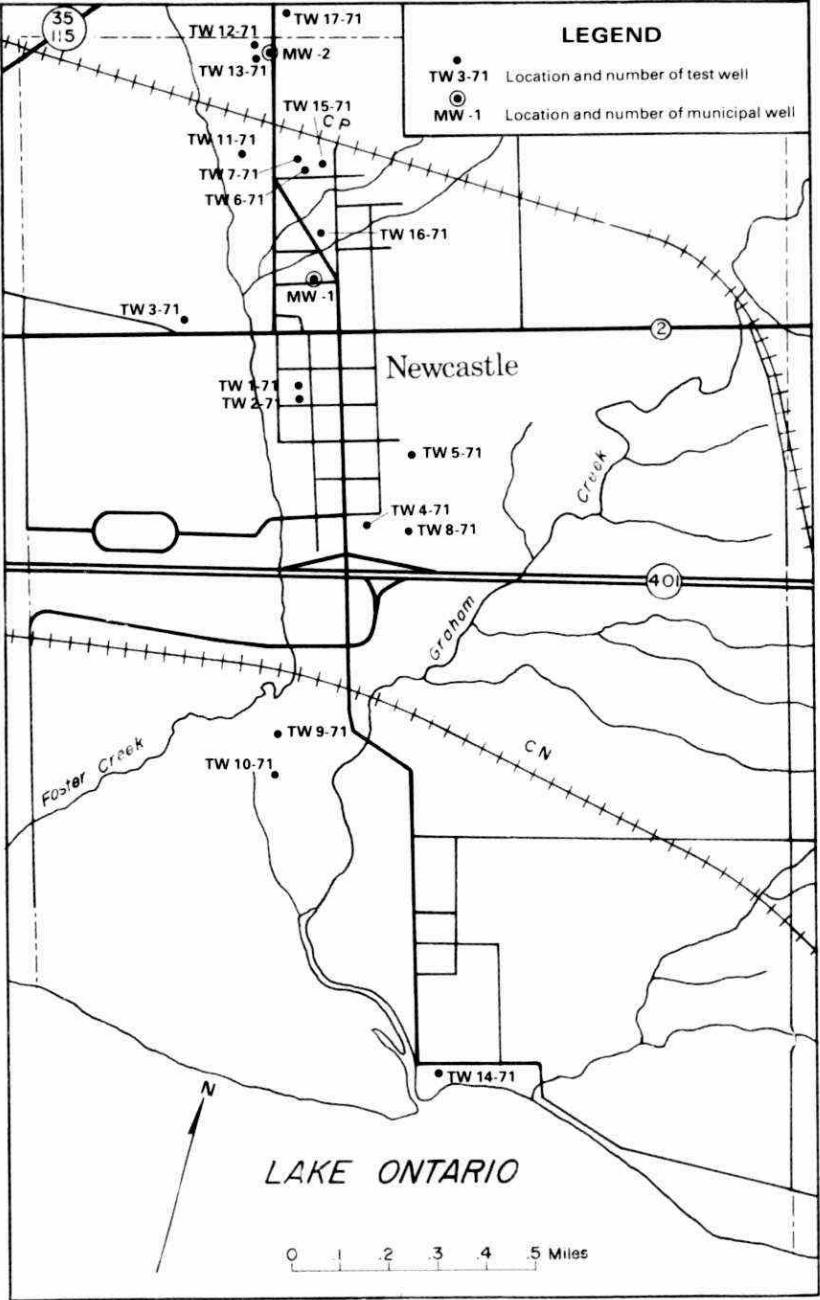 35
115
TW 17-71
TW 12-71
MW -2
TW 13-71
LEGEND
TW 3-71 Location and number of test well
MW -1 Location and number of municipal well
TW 15-71
CP
TW 11-71
TW 7-71
TW 6-71
TW 16-71
MW -1
TW 3-71
2
Newcastle
TW 1-71
TW 2-71
TW 5-71
Creek
TW 4-71
TW 8-71
401
Graham
TW 9-71
CN
TW 10-71
Foster Creek
TW 14-71
N
LAKE ONTARIO
0 .1 .2 .3 .4 .5 Miles